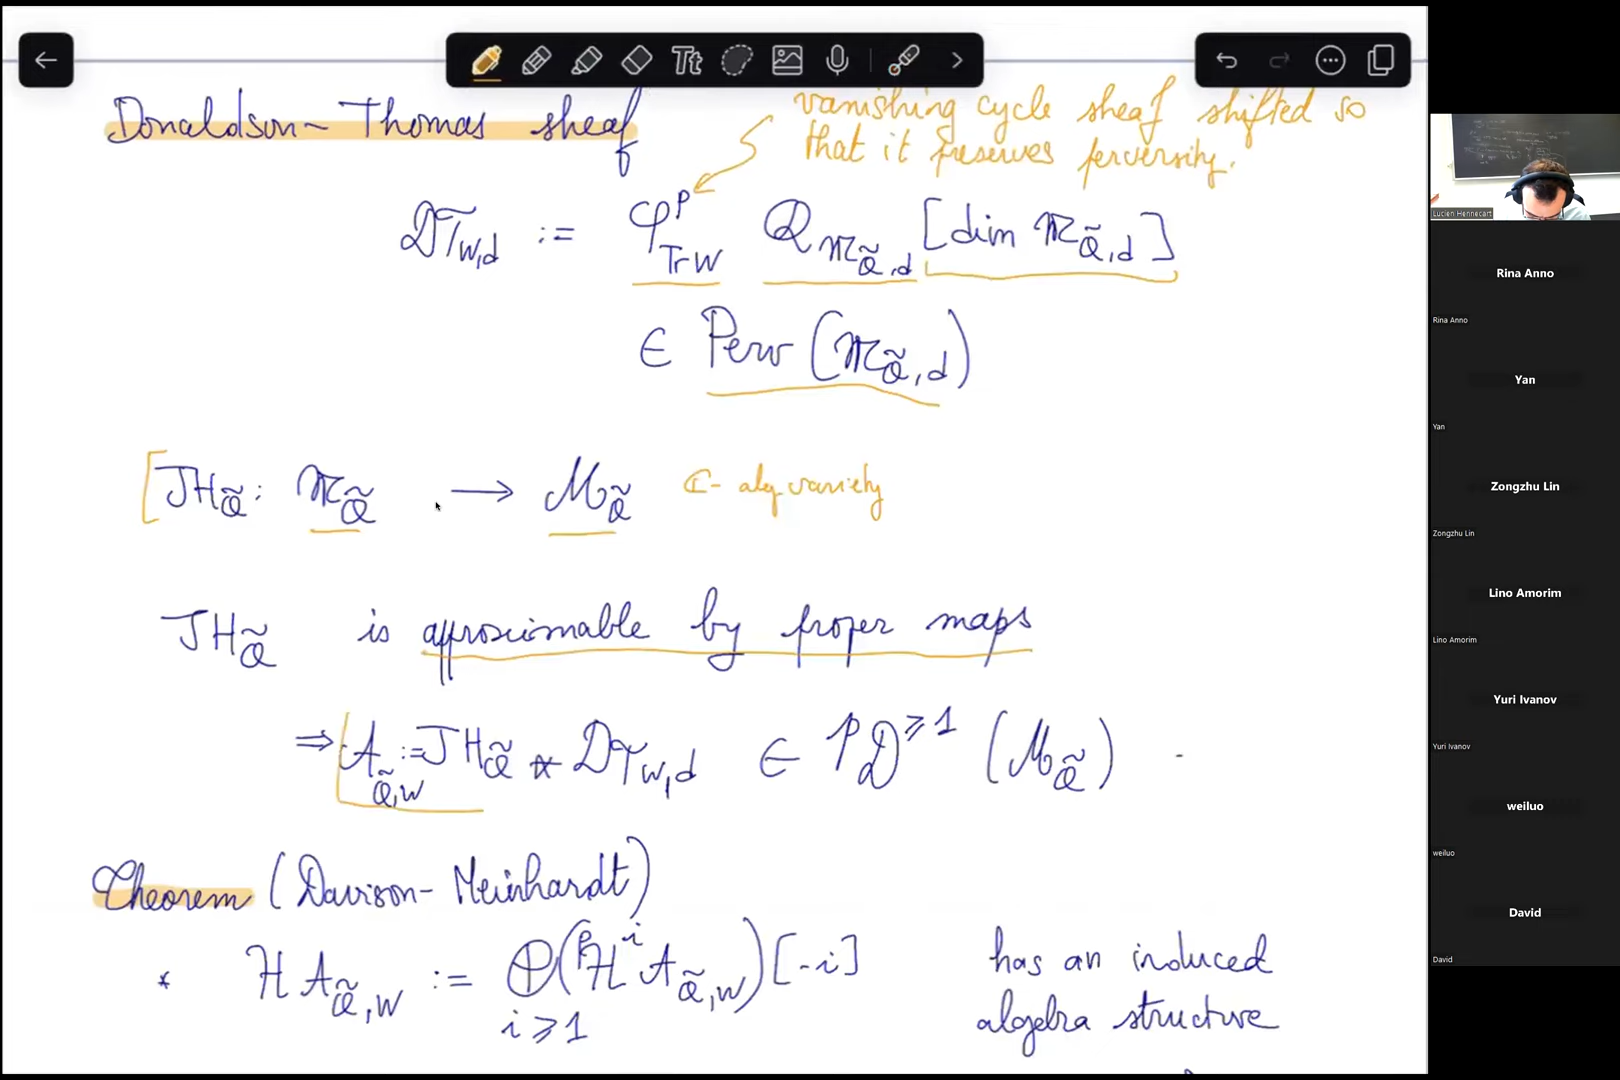 Tt
Donaldson-Thomas sheaf
vanishing cycle sheaf shifted so
that it preserves perversity.
𝒟𝒯_{W,d} := φ^p_{TrW} ℚ_{𝔐_{Q̃,d}} [dim 𝔐_{Q̃,d}]
∈ Perv (𝔐_{Q̃,d})
JH_{Q̃} : 𝔐_{Q̃} → ℳ_{Q̃} ℂ-alg variety
JH_{Q̃} is approximable by proper maps
⇒ 𝒜_{Q̃,W} := JH_{Q̃ *} 𝒟𝒯_{W,d} ∈ ^p𝒟^{≥1} (ℳ_{Q̃})
Theorem (Davison-Meinhardt)
* ℋA_{Q̃,W} := ⊕_{i≥1} (^pℋ^i 𝒜_{Q̃,W})[-i] has an induced
algebra structure
Lucien Hennecart
Rina Anno
Rina Anno
Yan
Yan
Zongzhu Lin
Zongzhu Lin
Lino Amorim
Lino Amorim
Yuri Ivanov
Yuri Ivanov
weiluo
weiluo
David
David